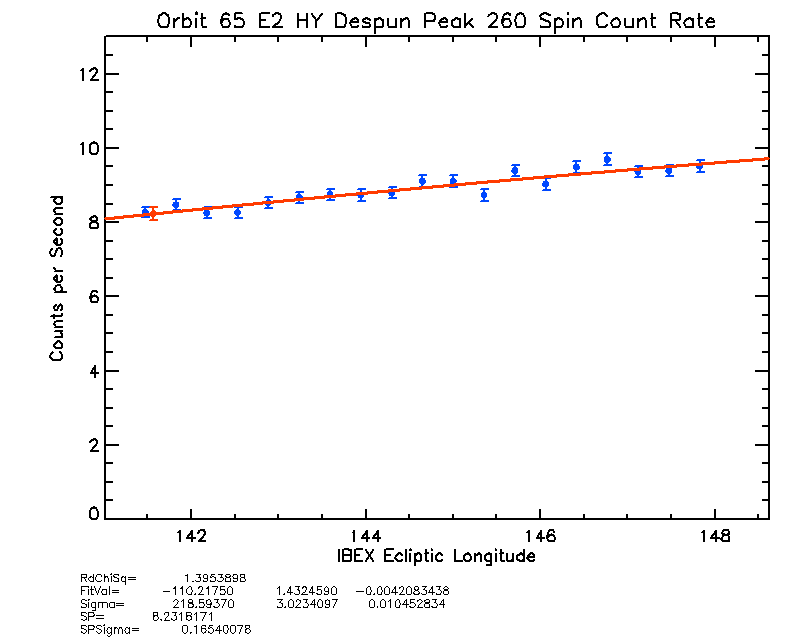 Orbit 65 E2 HY Despun Peak 260 Spin Count Rate
12
10
8
6
4
2
0
Counts per Second
142 144 146 148
IBEX Ecliptic Longitude
RdChiSq= 1.3953898
FitVal= -110.21750 1.4324590 -0.0042083438
Sigma= 218.59370 3.0234097 0.010452834
SP= 8.2318171
SPSigma= 0.16540078